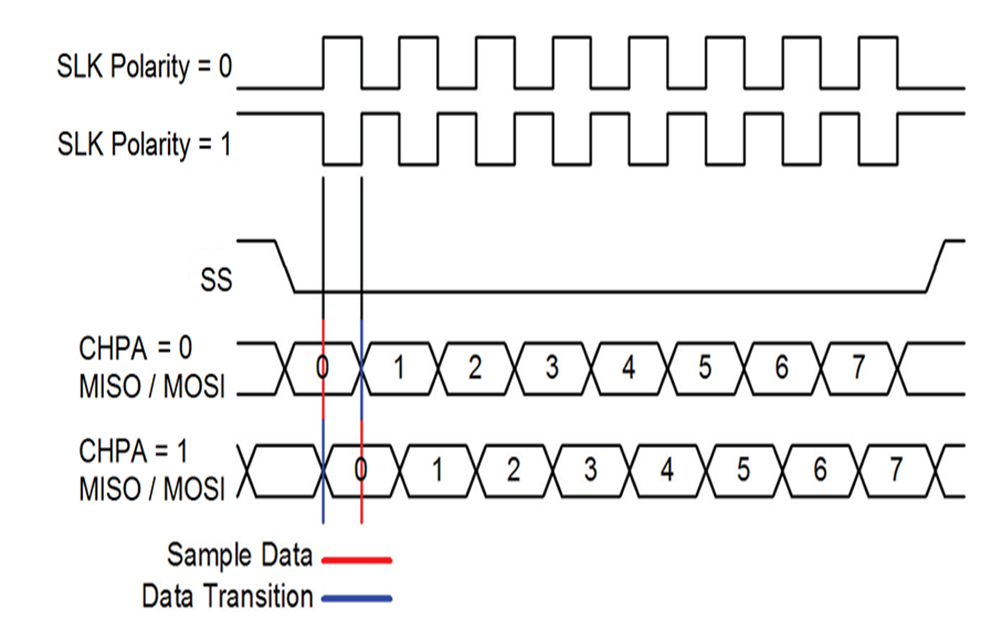 SLK Polarity = 0
SLK Polarity = 1
SS
CHPA = 0
MISO / MOSI
0 1 2 3 4 5 6 7
CHPA = 1
MISO / MOSI
0 1 2 3 4 5 6 7
Sample Data
Data Transition